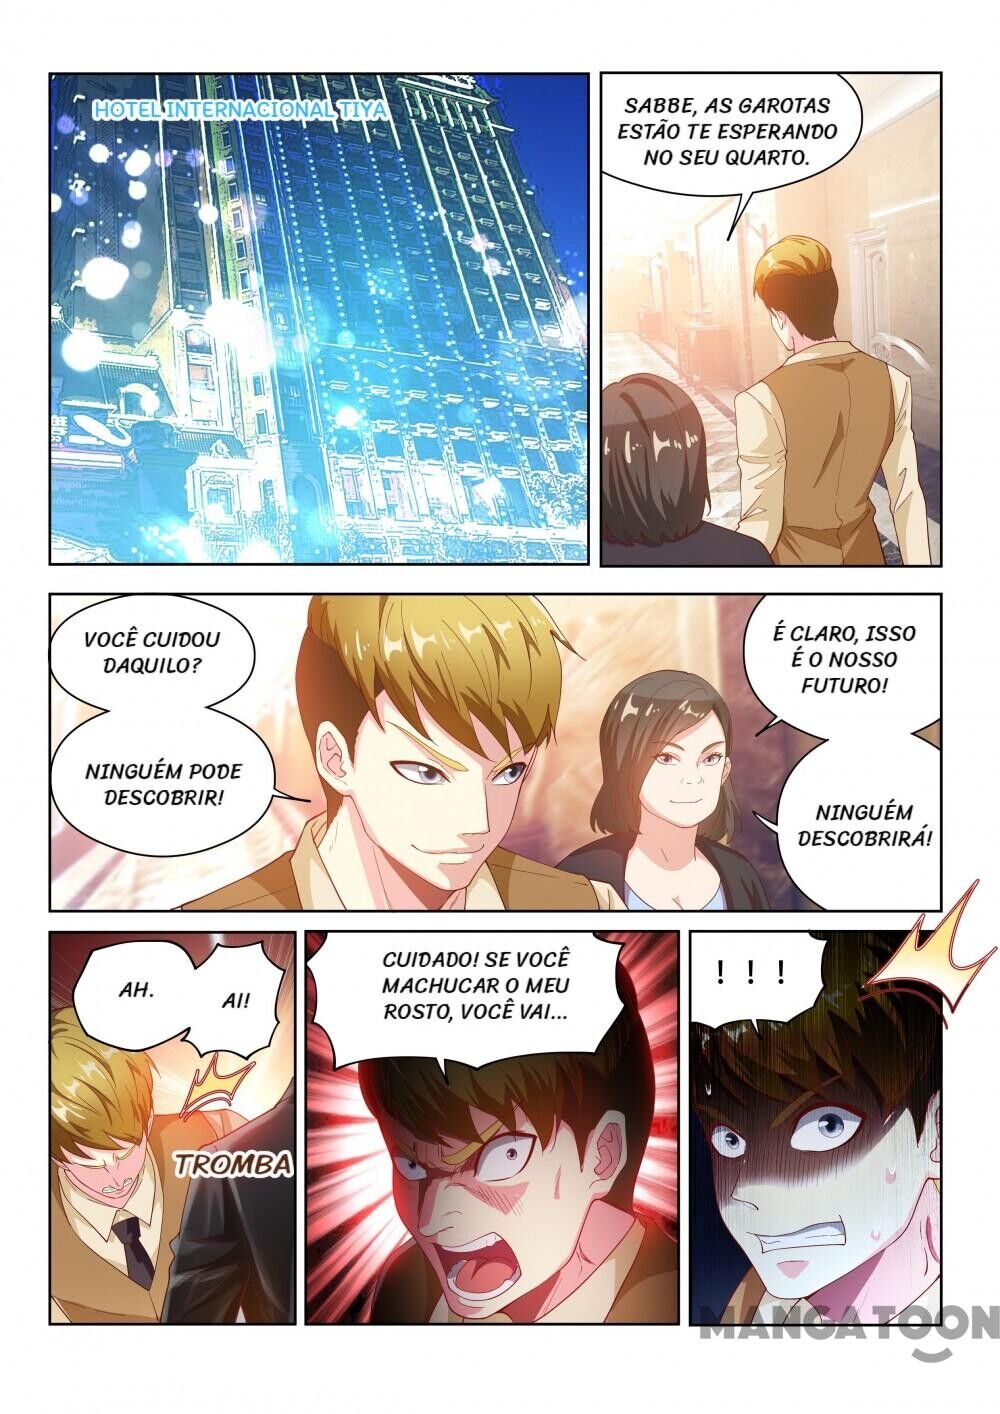 HOTEL INTERNACIONAL TIYA
SABBE, AS GAROTAS
ESTÃO TE ESPERANDO
NO SEU QUARTO.
VOCÊ CUIDOU
DAQUILO?
NINGUÉM PODE
DESCOBRIR!
É CLARO, ISSO
É O NOSSO
FUTURO!
NINGUÉM
DESCOBRIRÁ!
AH.
AI!
TROMBA
CUIDADO! SE VOCÊ
MACHUCAR O MEU
ROSTO, VOCÊ VAI...
! ! !
MANGATOON